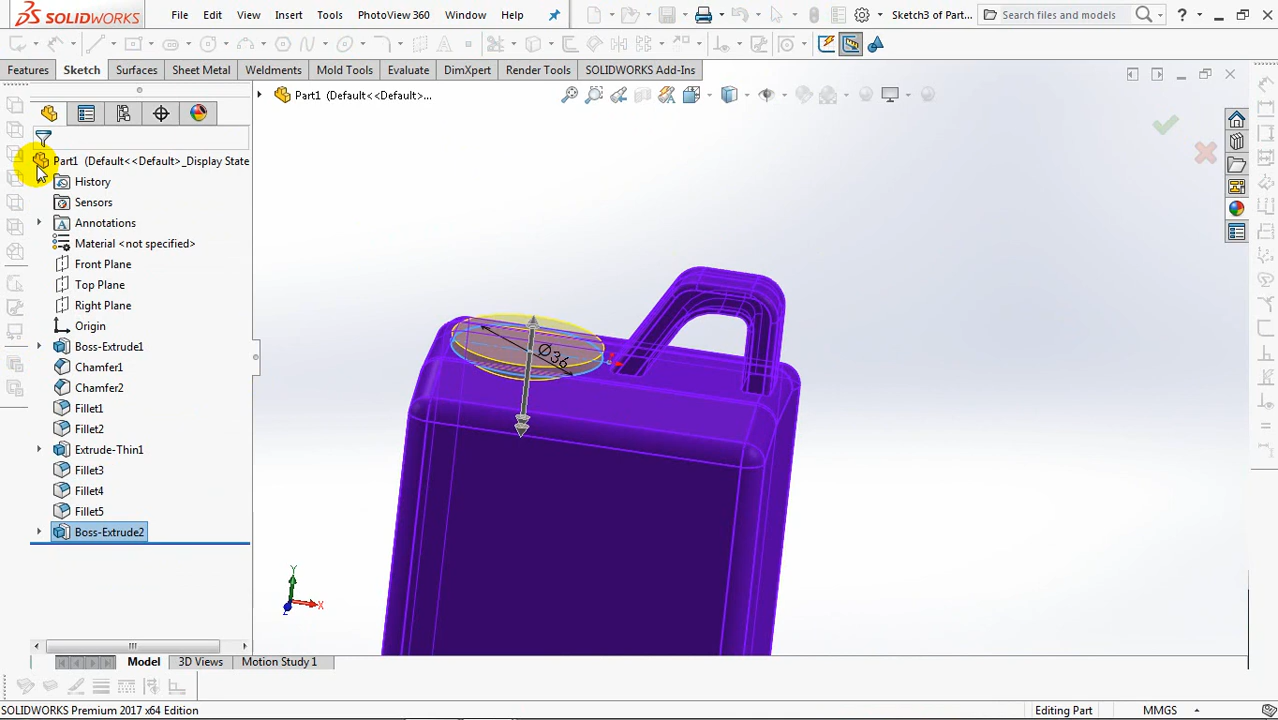 SOLIDWORKS File Edit View Insert Tools PhotoView 360 Window Help Sketch3 of Part... Search files and models ?
Features Sketch Surfaces Sheet Metal Weldments Mold Tools Evaluate DimXpert Render Tools SOLIDWORKS Add-Ins
Part1 (Default<<Default>...
Part1 (Default<<Default>_Display State
History
Sensors
Annotations
Material <not specified>
Front Plane
Top Plane
Right Plane
Origin
Boss-Extrude1
Chamfer1
Chamfer2
Fillet1
Fillet2
Extrude-Thin1
Fillet3
Fillet4
Fillet5
Boss-Extrude2
Ø36
Y
X
Z
Model 3D Views Motion Study 1
SOLIDWORKS Premium 2017 x64 Edition Editing Part MMGS